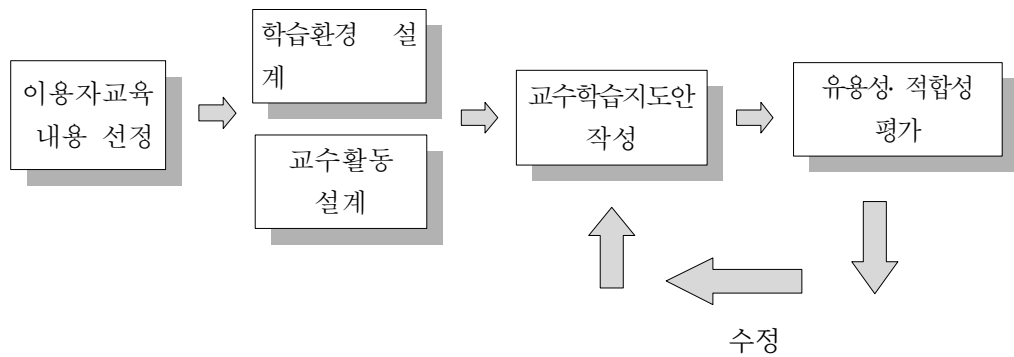 이용자교육
내용 선정
학습환경 설
계
교수활동
설계
교수학습지도안
작성
유용성· 적합성
평가
수정